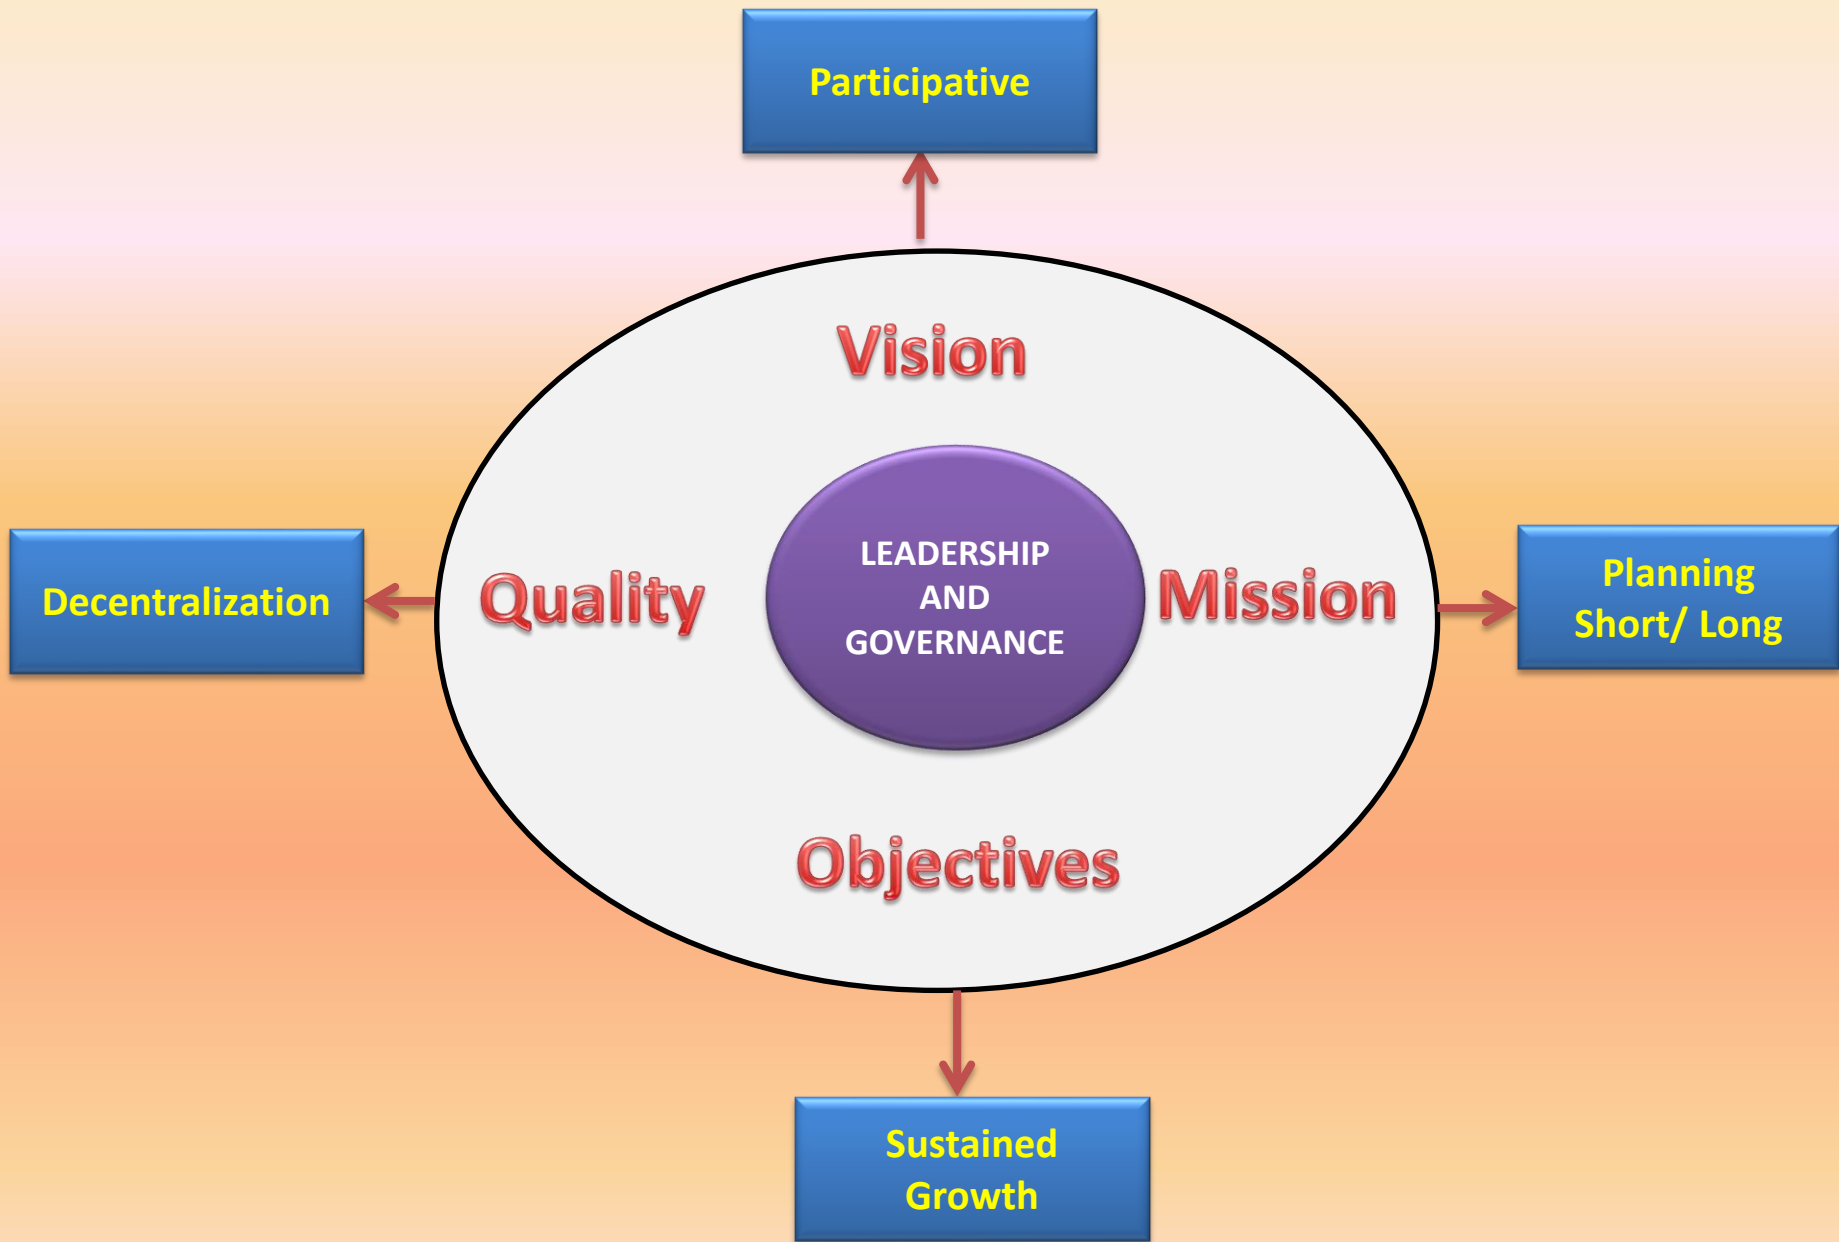 Participative
Vision
LEADERSHIP
AND
GOVERNANCE
Quality
Mission
Decentralization
Planning
Short/ Long
Objectives
Sustained
Growth